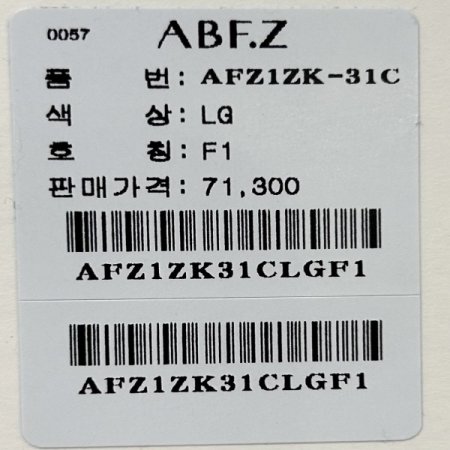 0057 ABF.Z
품 번: AFZ1ZK-31C
색 상: LG
호 칭: F1
판매가격: 71,300
AFZ1ZK31CLGF1
AFZ1ZK31CLGF1